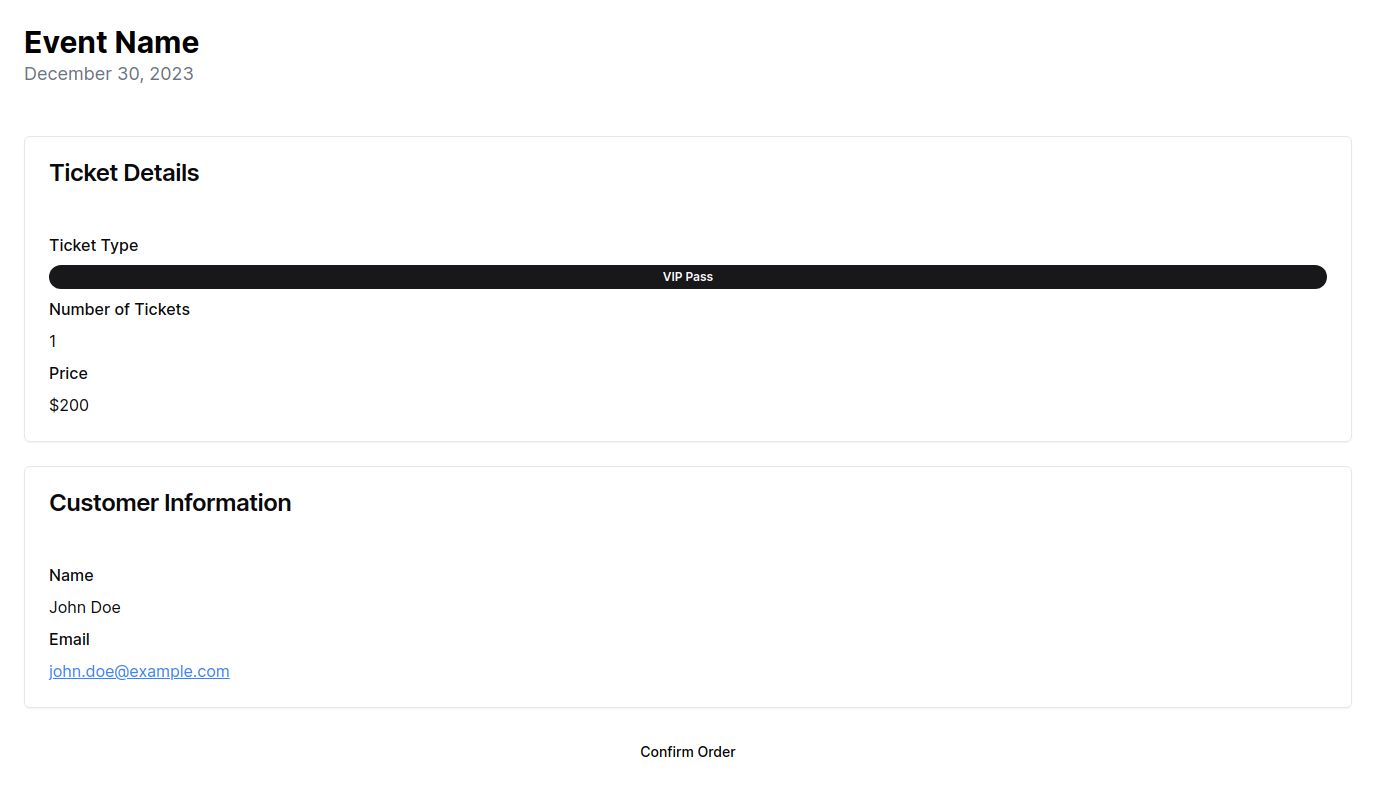 Event Name
December 30, 2023
Ticket Details
Ticket Type
VIP Pass
Number of Tickets
1
Price
$200
Customer Information
Name
John Doe
Email
john.doe@example.com
Confirm Order